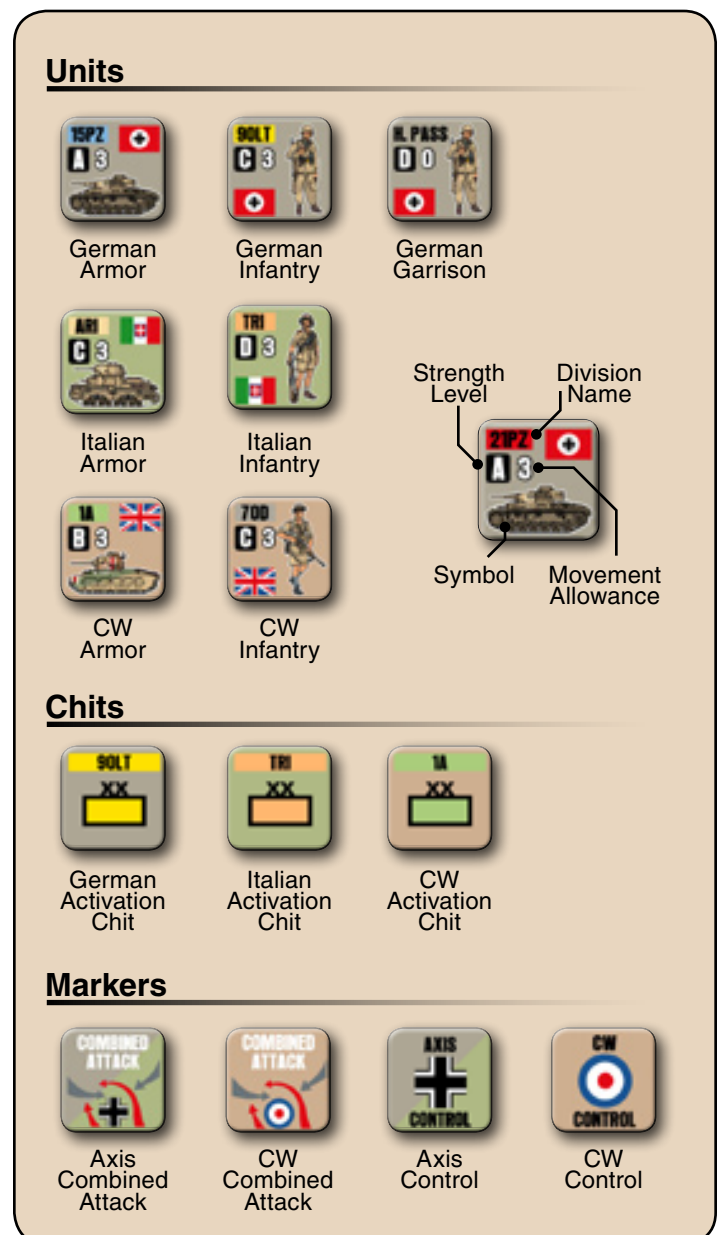 Units
15PZ
A 3
German
Armor
90LT
C 3
German
Infantry
H. PASS
D 0
German
Garrison
ARI
C 3
Italian
Armor
TRI
D 3
Italian
Infantry
Strength
Level
Division
Name
21PZ
A 3
Symbol
Movement
Allowance
1A
B 3
CW
Armor
70D
C 3
CW
Infantry
Chits
90LT
XX
German
Activation
Chit
TRI
XX
Italian
Activation
Chit
1A
XX
CW
Activation
Chit
Markers
COMBINED
ATTACK
Axis
Combined
Attack
COMBINED
ATTACK
CW
Combined
Attack
AXIS
CONTROL
Axis
Control
CW
CONTROL
CW
Control